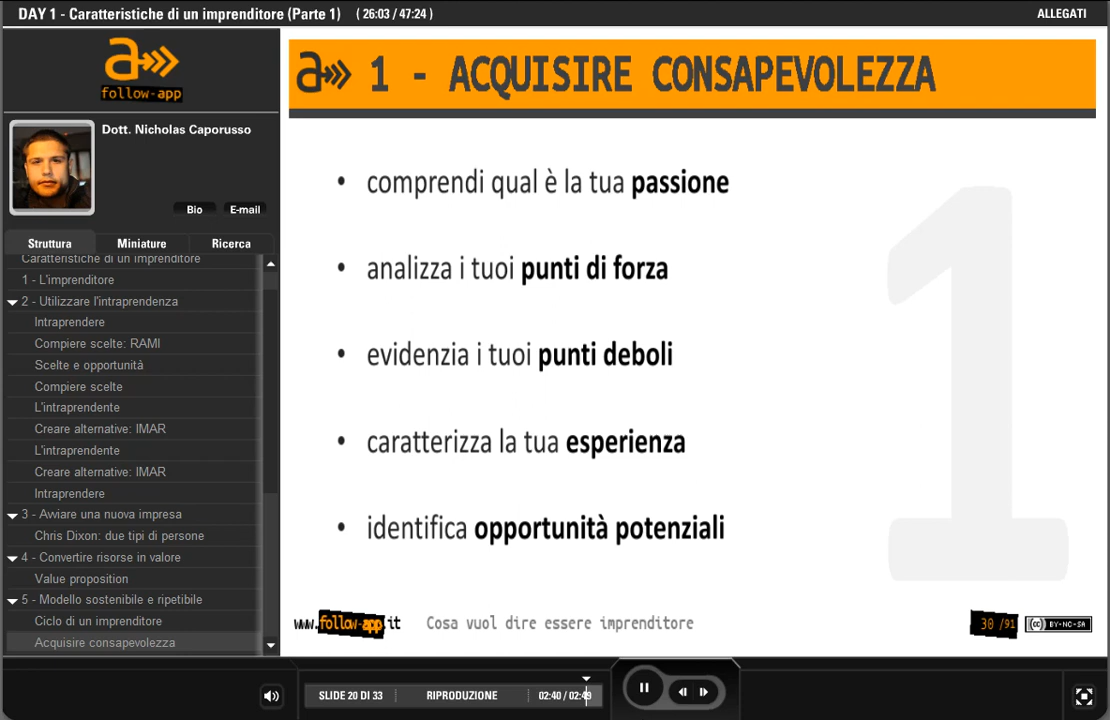 DAY 1 - Caratteristiche di un imprenditore (Parte 1) ( 26:03 / 47:24 )
ALLEGATI
a
follow-app
Dott. Nicholas Caporusso
Bio
E-mail
Struttura
Miniature
Ricerca
Caratteristiche di un imprenditore
1 - L'imprenditore
2 - Utilizzare l'intraprendenza
Intraprendere
Compiere scelte: RAMI
Scelte e opportunità
Compiere scelte
L'intraprendente
Creare alternative: IMAR
L'intraprendente
Creare alternative: IMAR
Intraprendere
3 - Avviare una nuova impresa
Chris Dixon: due tipi di persone
4 - Convertire risorse in valore
Value proposition
5 - Modello sostenibile e ripetibile
Ciclo di un imprenditore
Acquisire consapevolezza
a 1 - ACQUISIRE CONSAPEVOLEZZA
• comprendi qual è la tua passione
• analizza i tuoi punti di forza
• evidenzia i tuoi punti deboli
• caratterizza la tua esperienza
• identifica opportunità potenziali
1
www.follow-app.it
Cosa vuol dire essere imprenditore
30 /91
cc BY-NC-SA
SLIDE 20 DI 33
RIPRODUZIONE
02:40 / 02:49